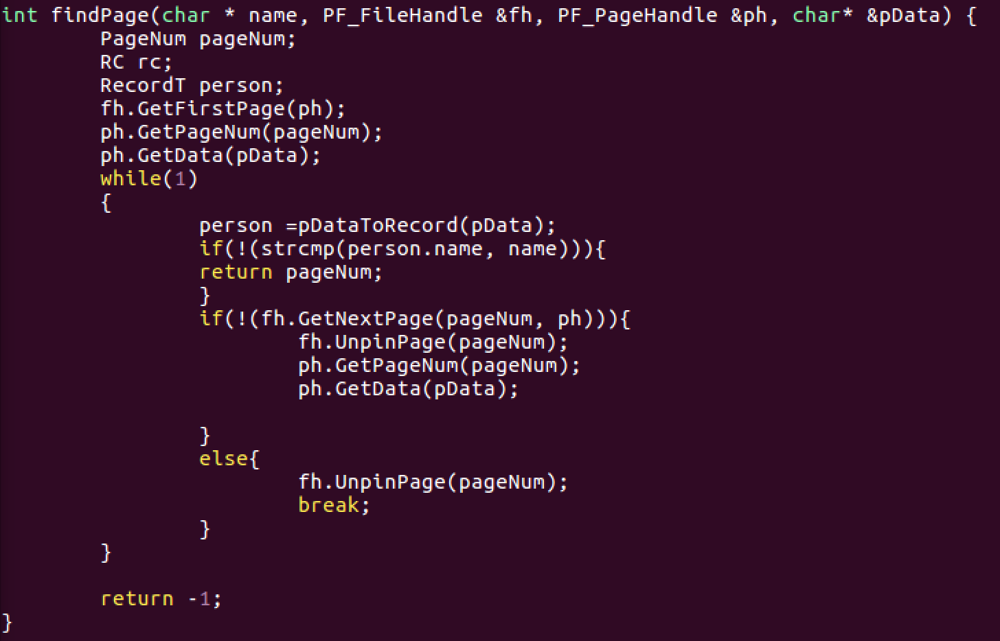 int findPage(char * name, PF_FileHandle &fh, PF_PageHandle &ph, char* &pData) {
        PageNum pageNum;
        RC rc;
        RecordT person;
        fh.GetFirstPage(ph);
        ph.GetPageNum(pageNum);
        ph.GetData(pData);
        while(1)
        {
                person =pDataToRecord(pData);
                if(!(strcmp(person.name, name))){
                return pageNum;
                }
                if(!(fh.GetNextPage(pageNum, ph))){
                        fh.UnpinPage(pageNum);
                        ph.GetPageNum(pageNum);
                        ph.GetData(pData);

                }
                else{
                        fh.UnpinPage(pageNum);
                        break;
                }
        }

        return -1;
}